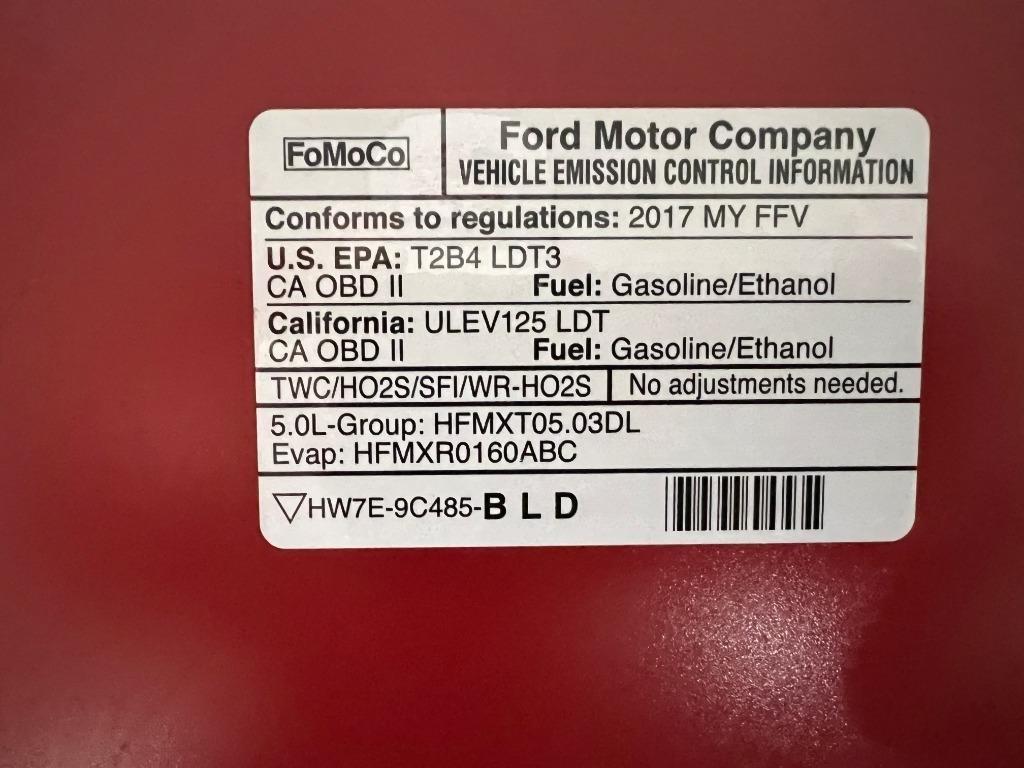 FoMoCo
Ford Motor Company
VEHICLE EMISSION CONTROL INFORMATION
Conforms to regulations: 2017 MY FFV
U.S. EPA: T2B4 LDT3
CA OBD II Fuel: Gasoline/Ethanol
California: ULEV125 LDT
CA OBD II Fuel: Gasoline/Ethanol
TWC/HO2S/SFI/WR-HO2S No adjustments needed.
5.0L-Group: HFMXT05.03DL
Evap: HFMXR0160ABC
HW7E-9C485-B L D